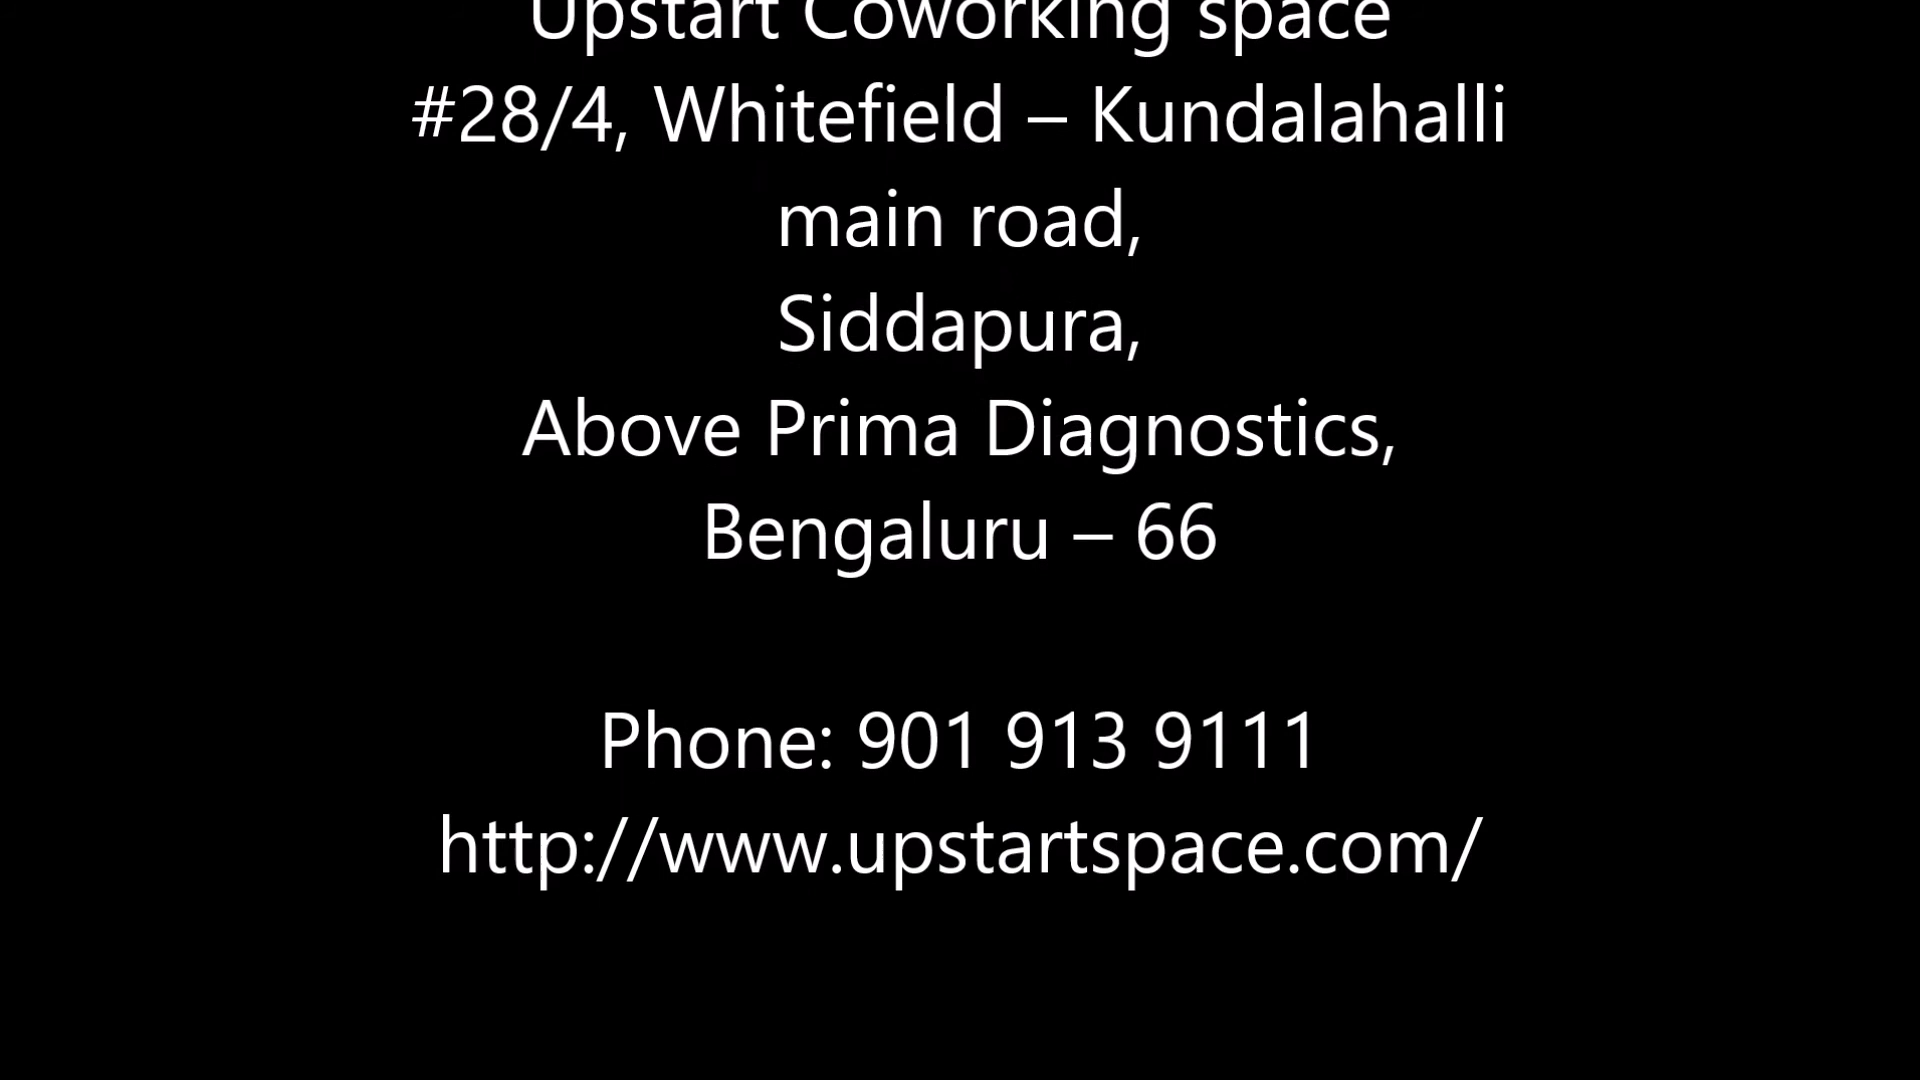 Upstart Coworking space
#28/4, Whitefield – Kundalahalli
main road,
Siddapura,
Above Prima Diagnostics,
Bengaluru – 66
Phone: 901 913 9111
http://www.upstartspace.com/